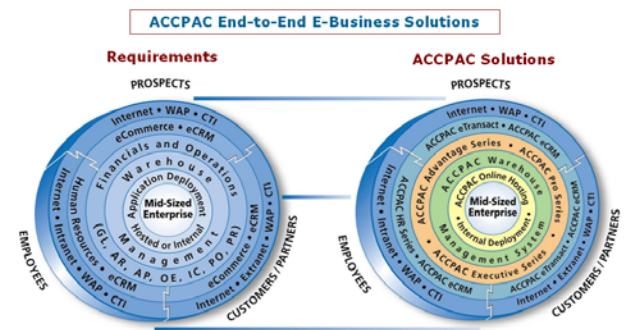 ACCPAC End-to-End E-Business Solutions
Requirements
PROSPECTS
Internet • WAP • CTI
eCommerce • eCRM
Financials and Operations
Warehouse
Application Deployment
Mid-Sized
Enterprise
Hosted or Internal
Management
(GL, AR, AP, OE, IC, PO, PR)
Human Resources • eCRM
Internet • Intranet • WAP • CTI
eCommerce • eCRM
Internet • Extranet • WAP • CTI
EMPLOYEES
CUSTOMERS / PARTNERS
ACCPAC Solutions
PROSPECTS
Internet • WAP • CTI
ACCPAC eTransact • ACCPAC eCRM
ACCPAC Advantage Series • ACCPAC Pro Series •
ACCPAC Warehouse
ACCPAC Online Hosting
Mid-Sized
Enterprise
• Internal Deployment •
Management System
• ACCPAC Executive Series
ACCPAC HR Series • ACCPAC eCRM
Internet • Intranet • WAP • CTI
ACCPAC eTransact • ACCPAC eCRM
Internet • Extranet • WAP • CTI
EMPLOYEES
CUSTOMERS / PARTNERS